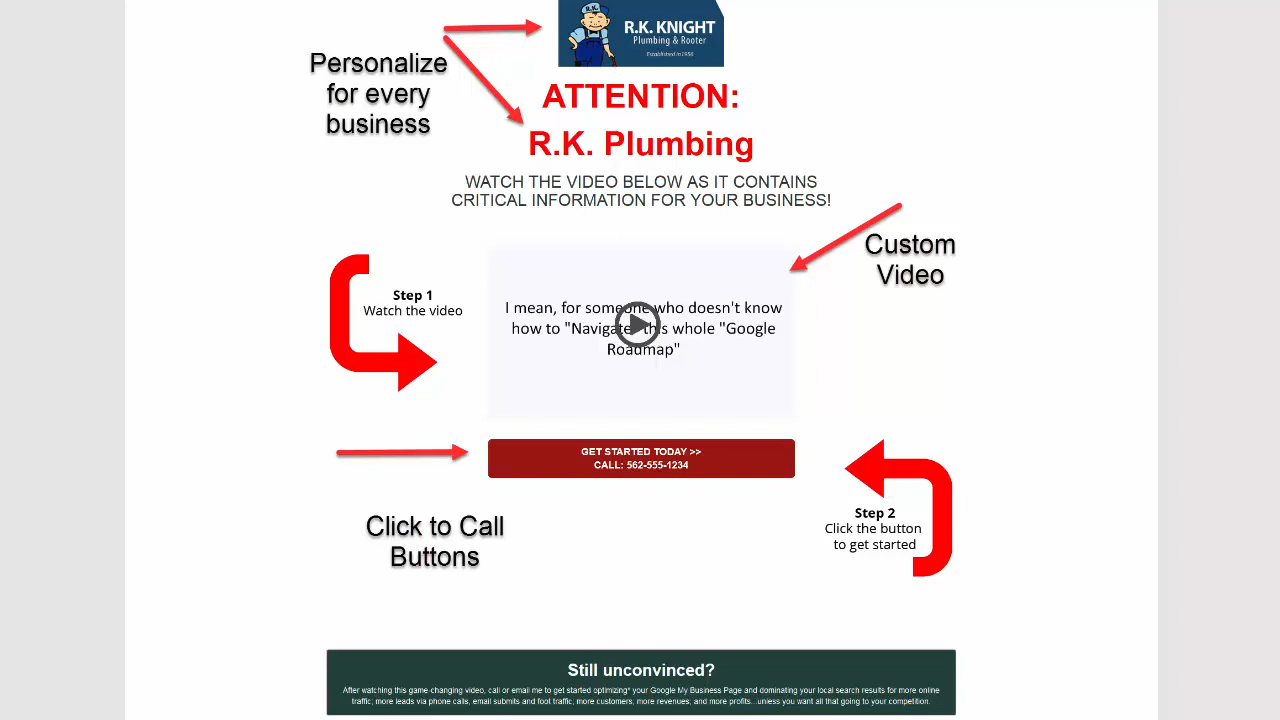 R.K.
R.K. KNIGHT
Plumbing & Rooter
Established in 1956
Personalize
for every
business
ATTENTION:
R.K. Plumbing
WATCH THE VIDEO BELOW AS IT CONTAINS
CRITICAL INFORMATION FOR YOUR BUSINESS!
Custom
Video
Step 1
Watch the video
I mean, for someone who doesn't know
how to "Navigate" this whole "Google
Roadmap"
GET STARTED TODAY >>
CALL: 562-555-1234
Click to Call
Buttons
Step 2
Click the button
to get started
Still unconvinced?
After watching this game-changing video, call or email me to get started optimizing* your Google My Business Page and dominating your local search results for more online
traffic; more leads via phone calls, email submits and foot traffic; more customers, more revenues, and more profits...unless you want all that going to your competition.